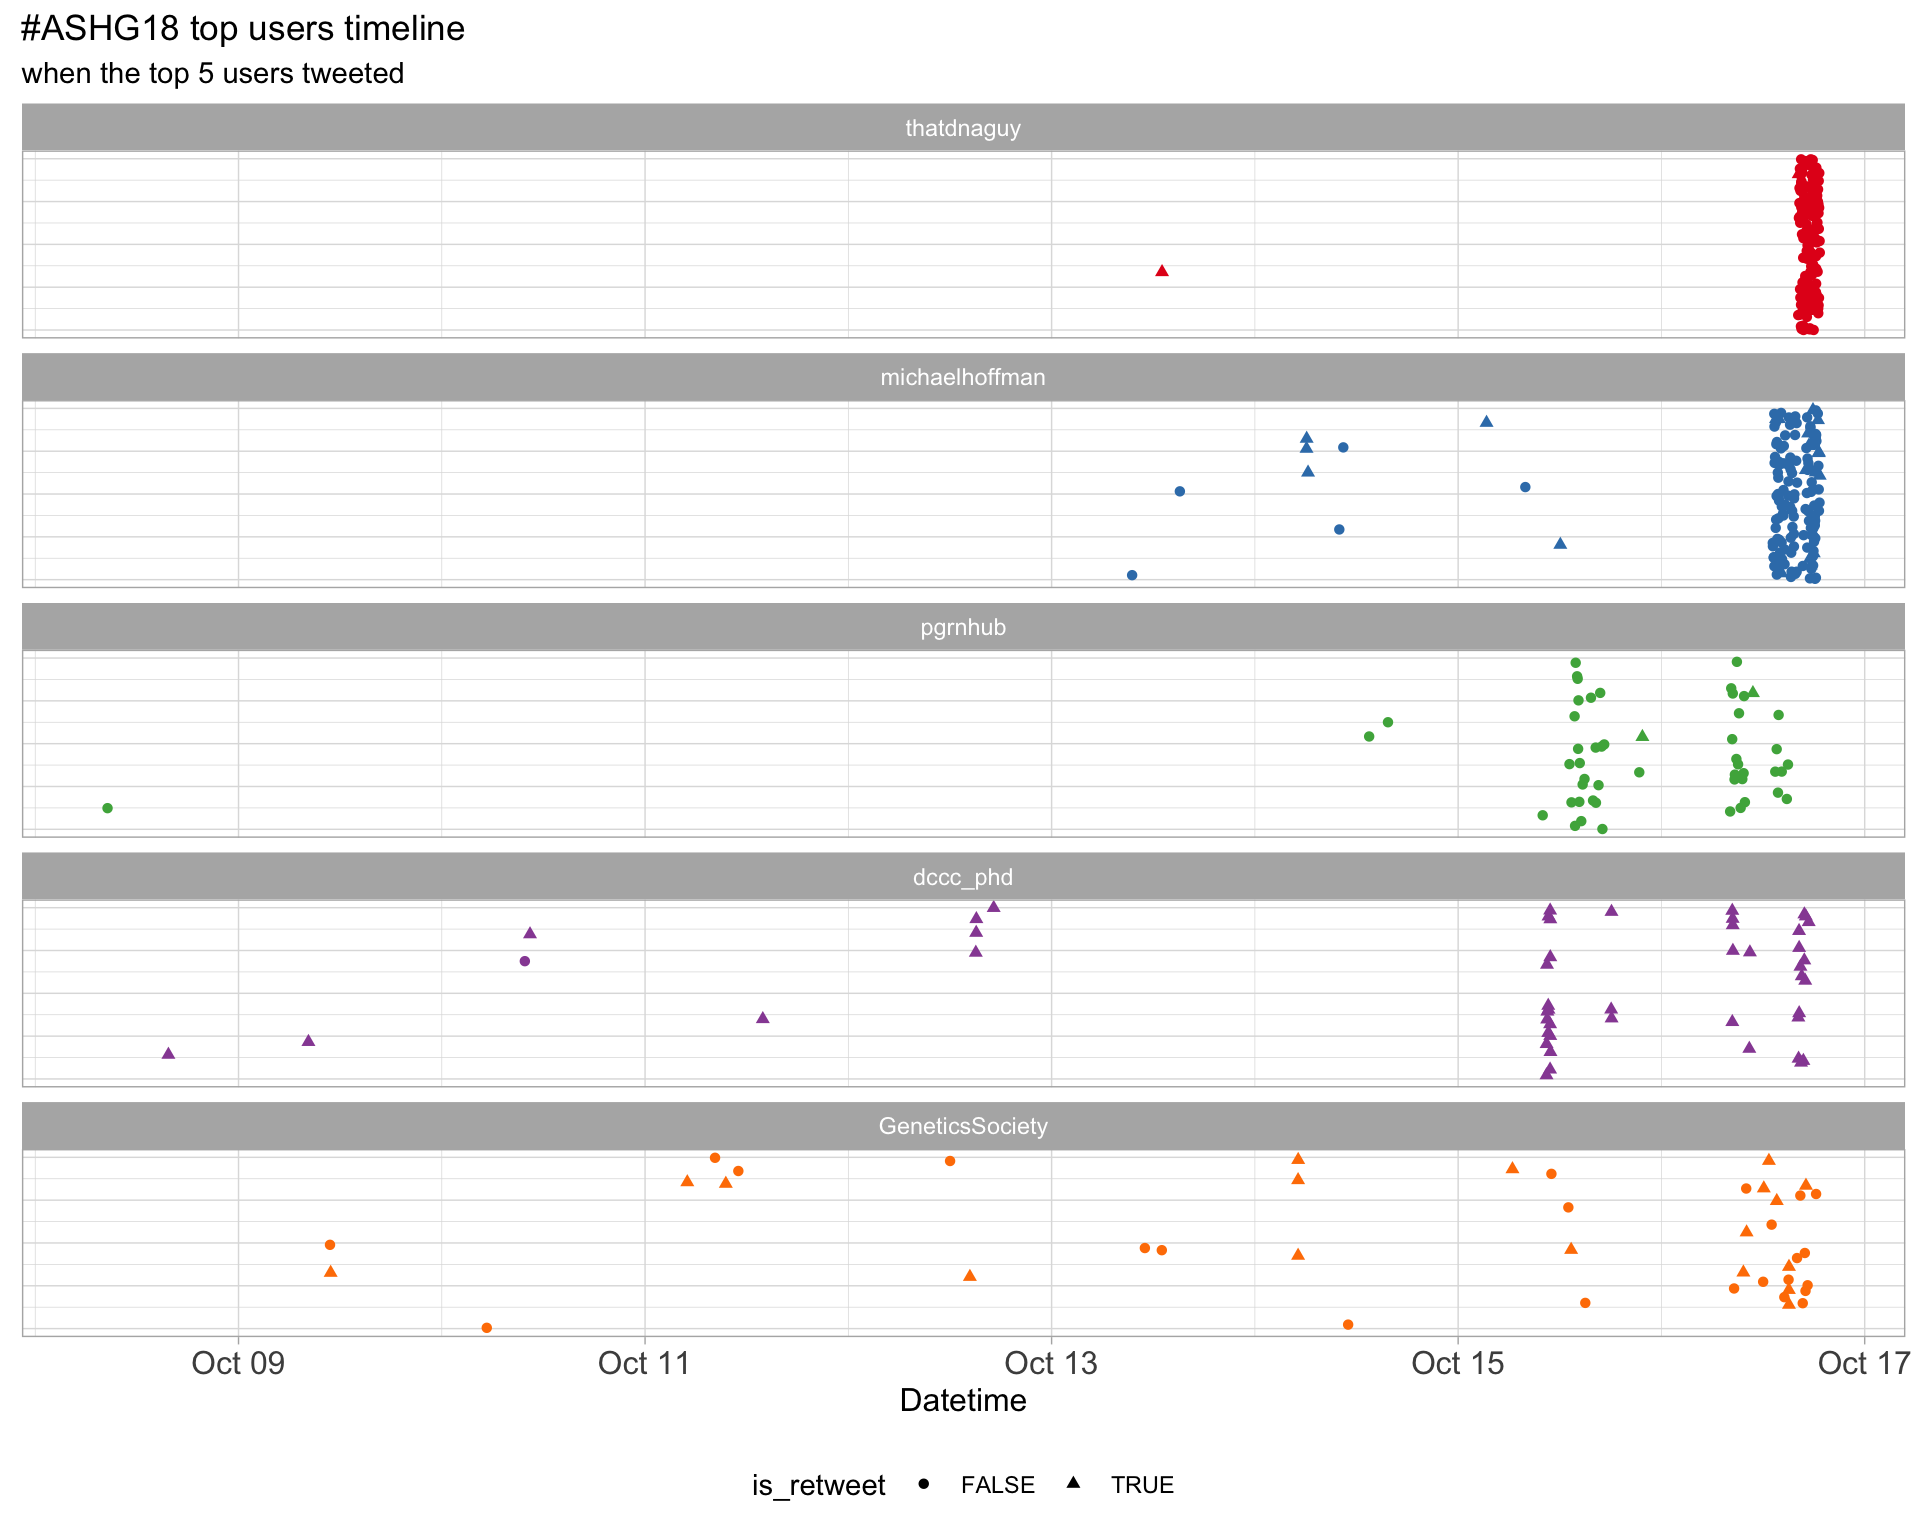 #ASHG18 top users timeline
when the top 5 users tweeted
thatdnaguy
michaelhoffman
pgrnhub
dccc_phd
GeneticsSociety
Oct 09 Oct 11 Oct 13 Oct 15 Oct 17
Datetime
is_retweet FALSE TRUE